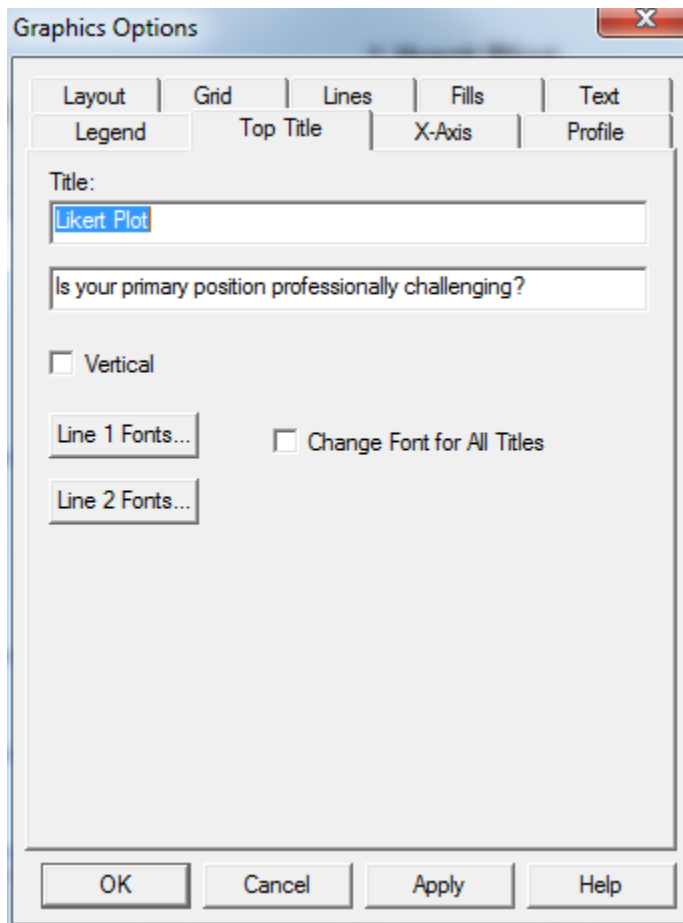 Graphics Options
Layout Grid Lines Fills Text
Legend Top Title X-Axis Profile
Title:
Likert Plot
Is your primary position professionally challenging?
Vertical
Line 1 Fonts...
Change Font for All Titles
Line 2 Fonts...
OK Cancel Apply Help